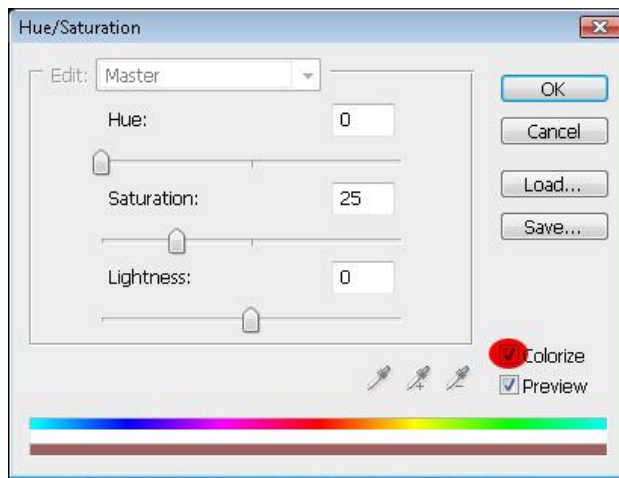 Hue/Saturation
Edit: Master
Hue: 0
Saturation: 25
Lightness: 0
OK
Cancel
Load...
Save...
Colorize
Preview